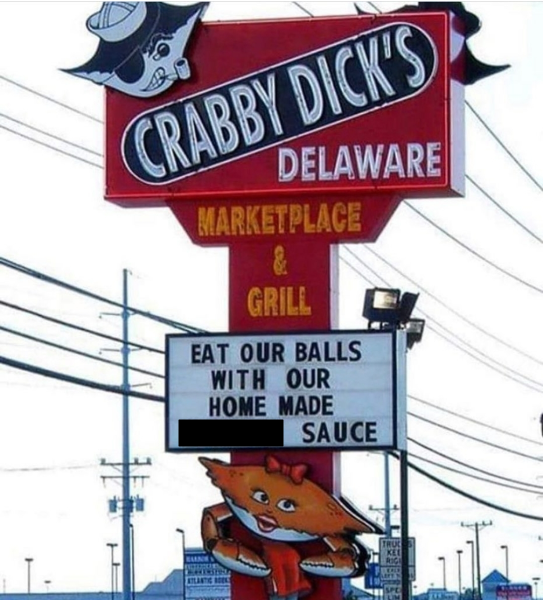 CRABBY DICK'S
DELAWARE
MARKETPLACE
&
GRILL
EAT OUR BALLS
WITH OUR
HOME MADE
SAUCE